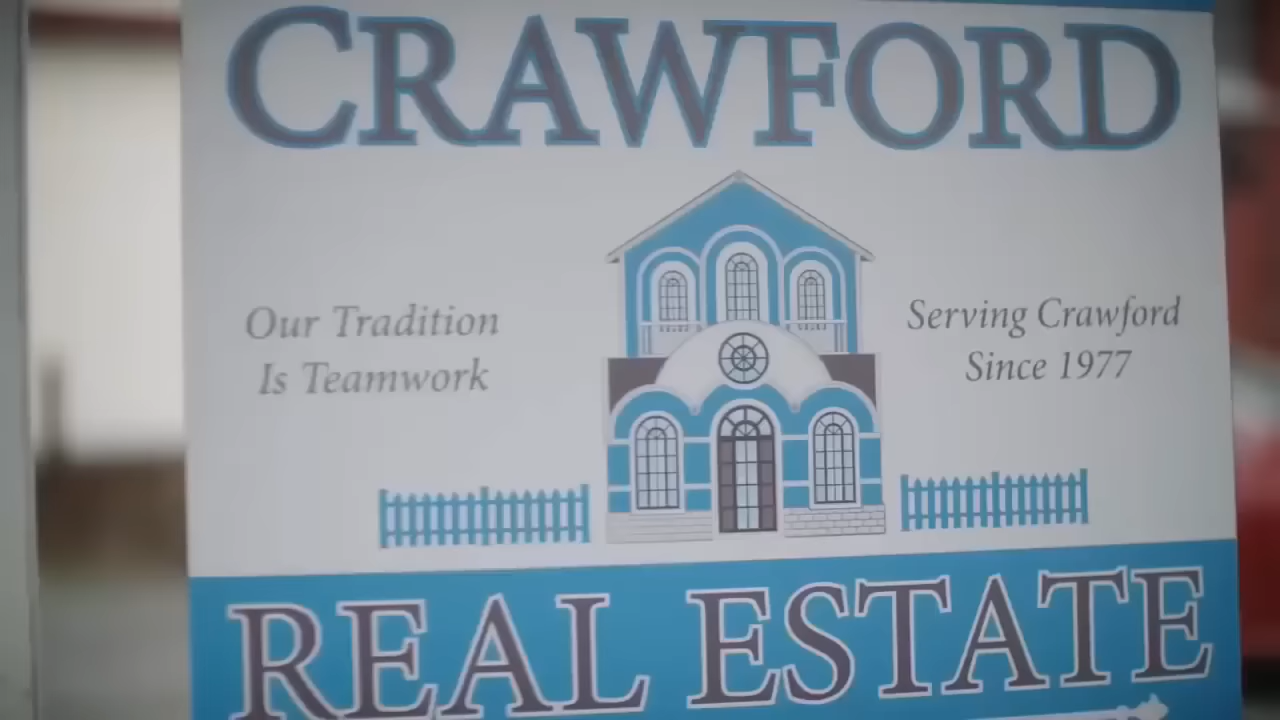 CRAWFORD
Our Tradition
Is Teamwork
Serving Crawford
Since 1977
REAL ESTATE